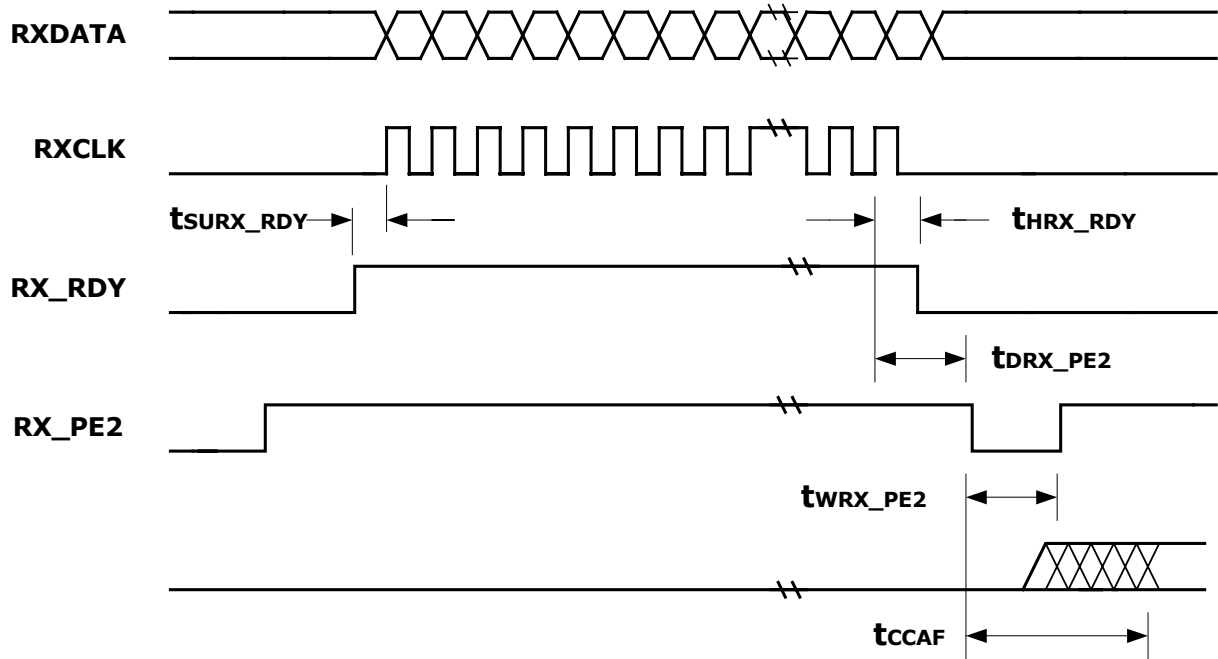 RXDATA
RXCLK
tSURX_RDY
tHRX_RDY
RX_RDY
tDRX_PE2
RX_PE2
tWRX_PE2
tCCAF